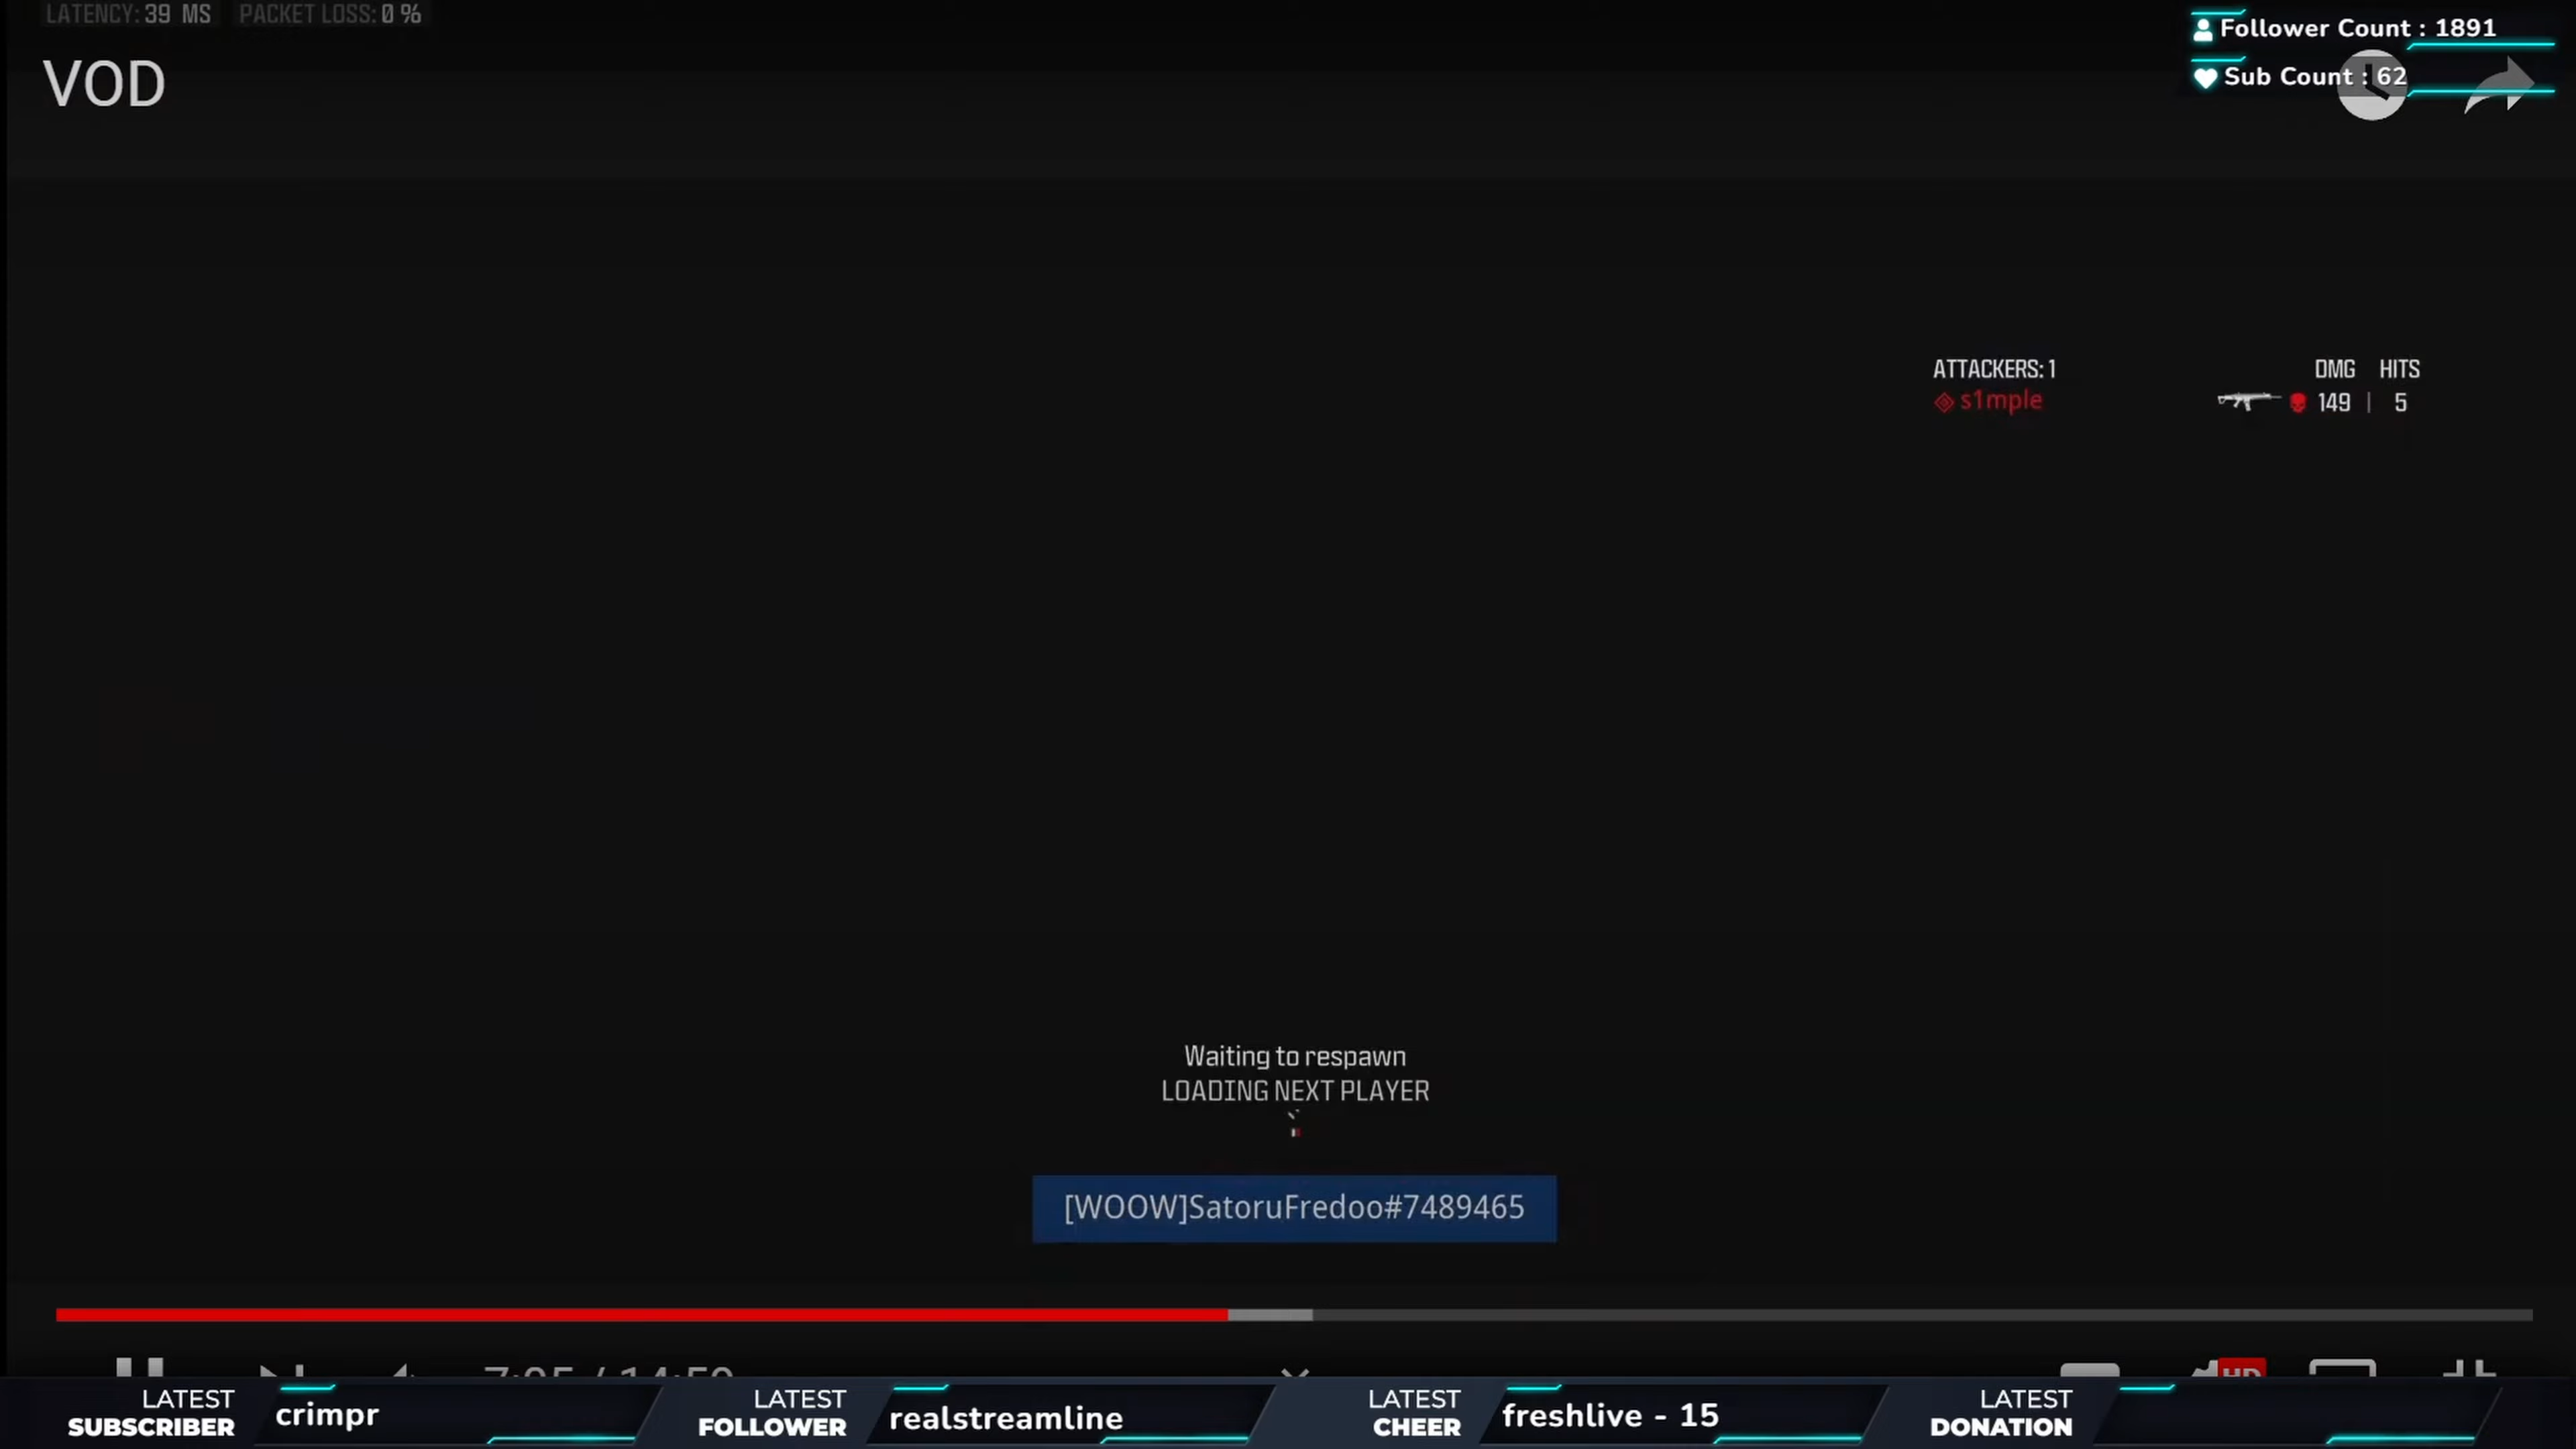 LATENCY: 39 MS PACKET LOSS: 0 %
Follower Count : 1891
VOD
Sub Count : 62
ATTACKERS: 1 DMG HITS
s1mple 149 | 5
Waiting to respawn
LOADING NEXT PLAYER
[WOOW]SatoruFredoo#7489465
HD
LATEST SUBSCRIBER crimpr
LATEST FOLLOWER realstreamline
LATEST CHEER freshlive - 15
LATEST DONATION